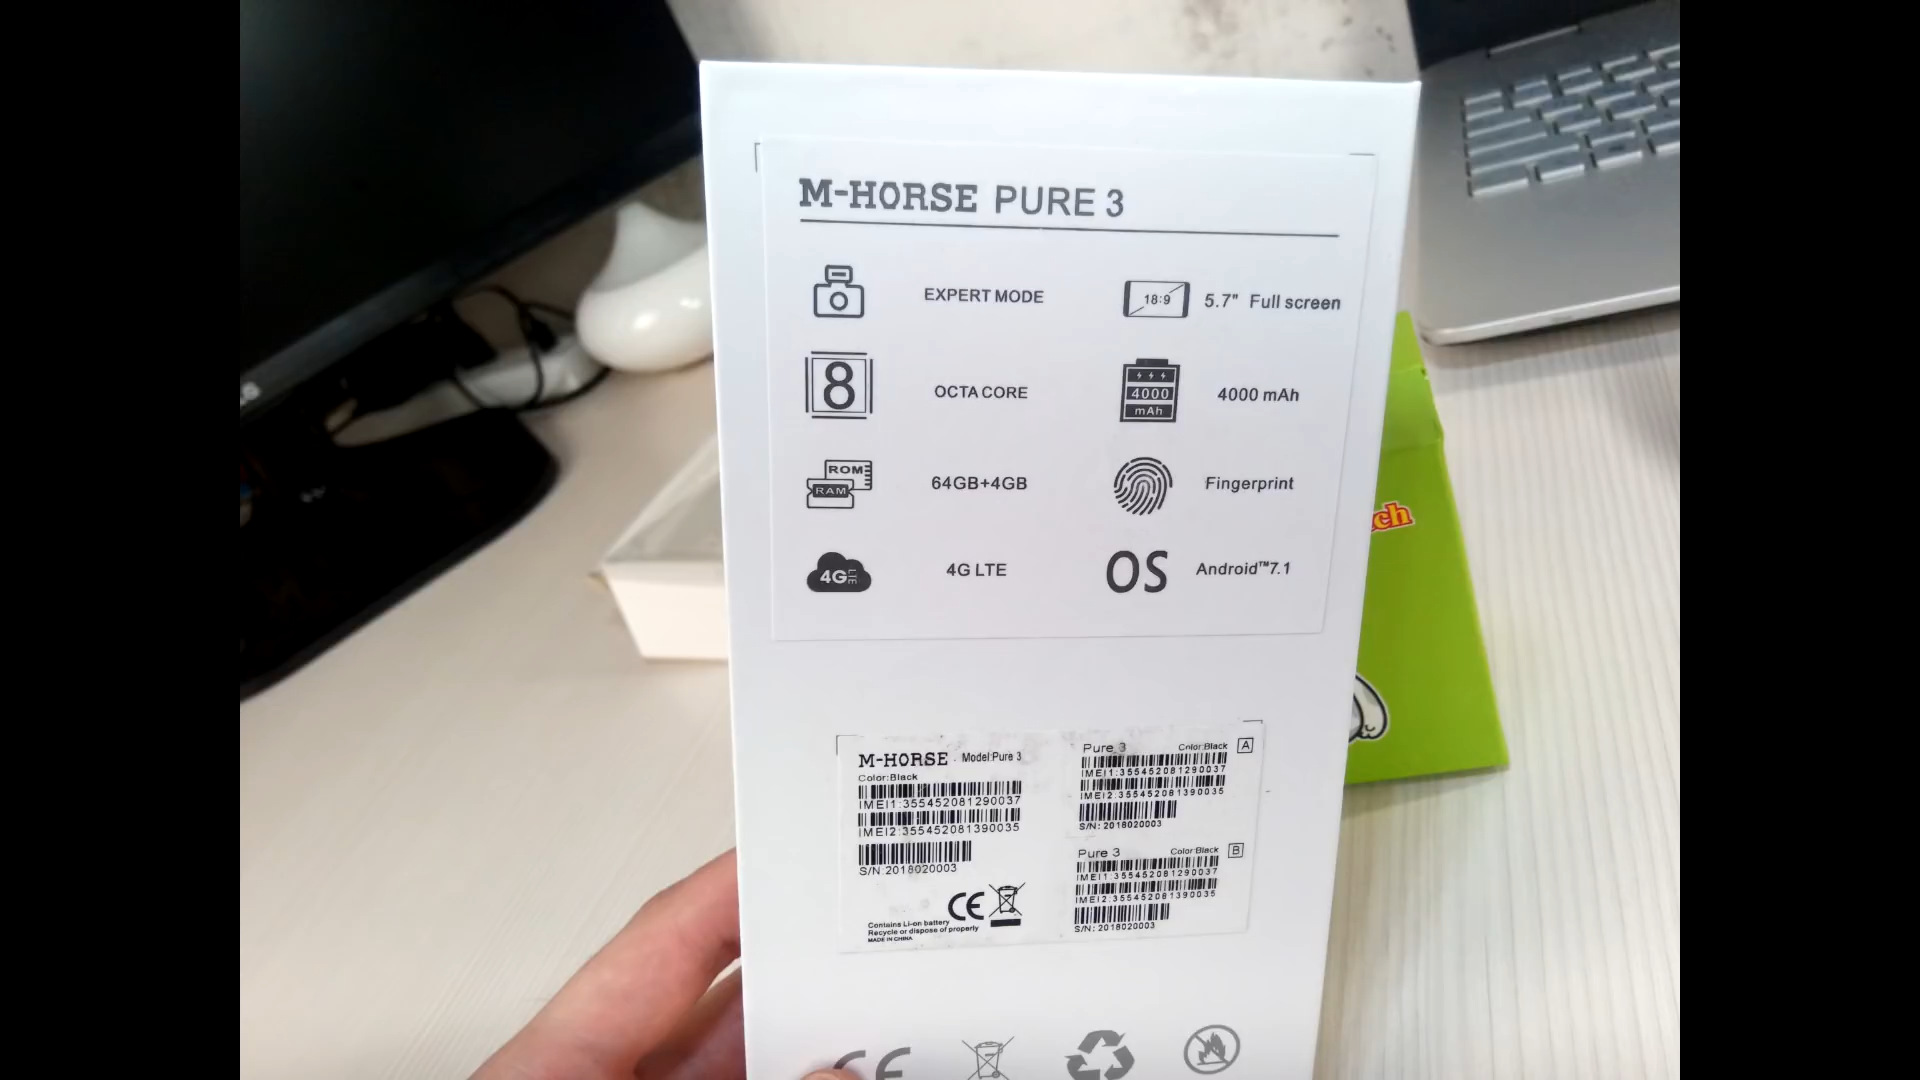 M-HORSE PURE 3
EXPERT MODE
18:9
5.7" Full screen
8
OCTA CORE
4000
mAh
4000 mAh
ROM
RAM
64GB+4GB
Fingerprint
4G LTE
4G LTE
OS
Android™7.1
M-HORSE Model:Pure 3
Color:Black
IMEI1:355452081290037
IMEI2:355452081390035
S/N:2018020003
CE
Contains Li-on battery
Recycle or dispose of properly
MADE IN CHINA
Pure 3 Color:Black A
IMEI1:355452081290037
IMEI2:355452081390035
S/N:2018020003
Pure 3 Color:Black B
IMEI1:355452081290037
IMEI2:355452081390035
S/N:2018020003
CE
ch